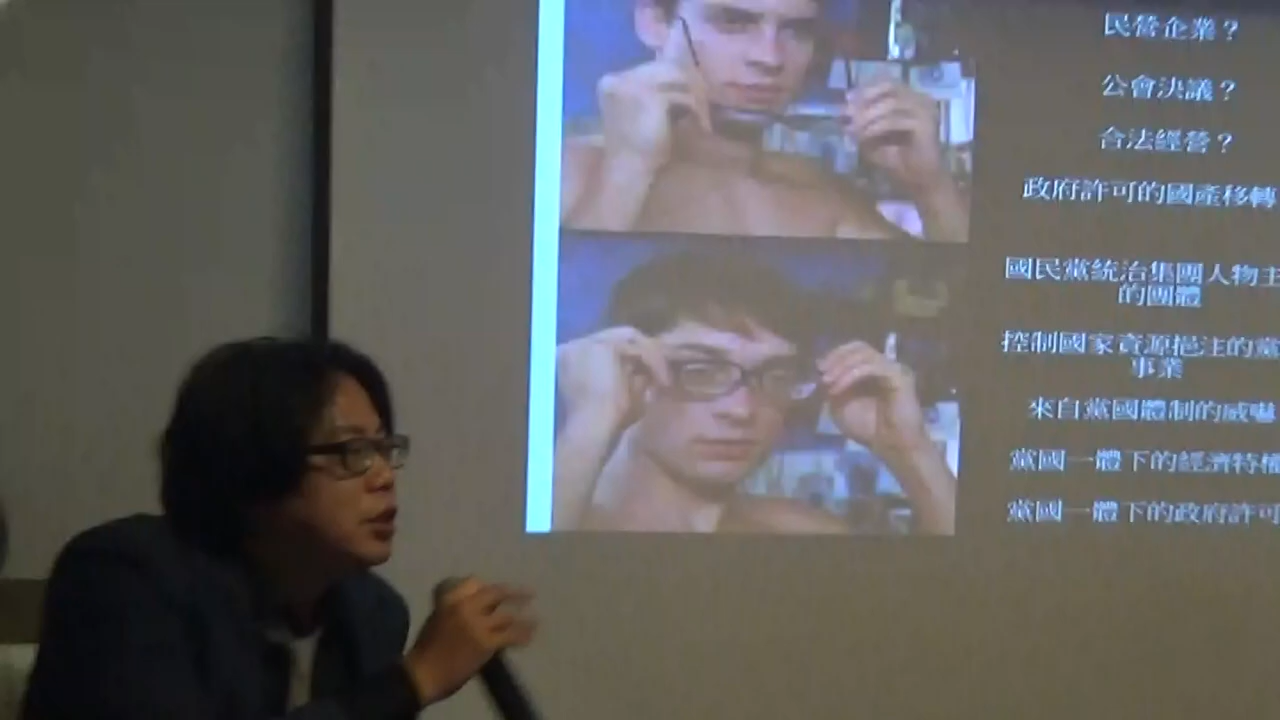 民營企業？
公會決議？
合法經營？
政府許可的國產移轉
國民黨統治集團人物主
的團體
控制國家資源挹注的黨
事業
來自黨國體制的威嚇
黨國一體下的經濟特權
黨國一體下的政府許可